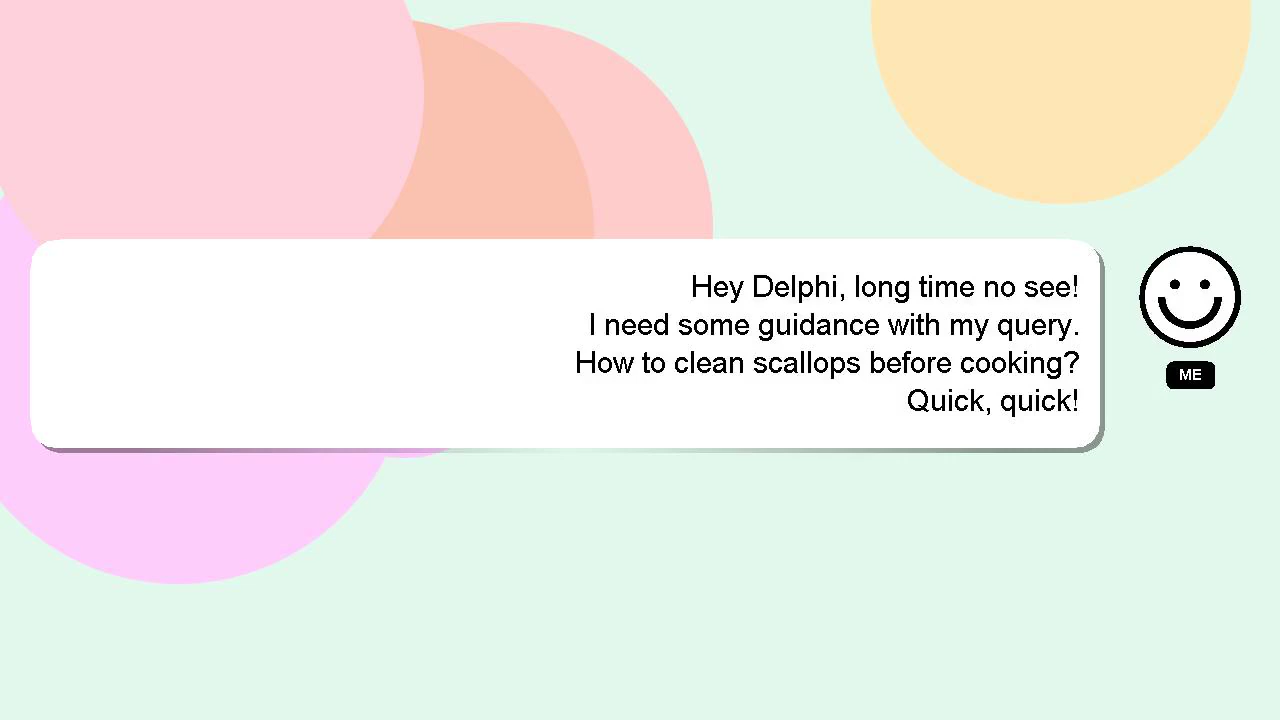 Hey Delphi, long time no see!
I need some guidance with my query.
How to clean scallops before cooking?
Quick, quick!
ME